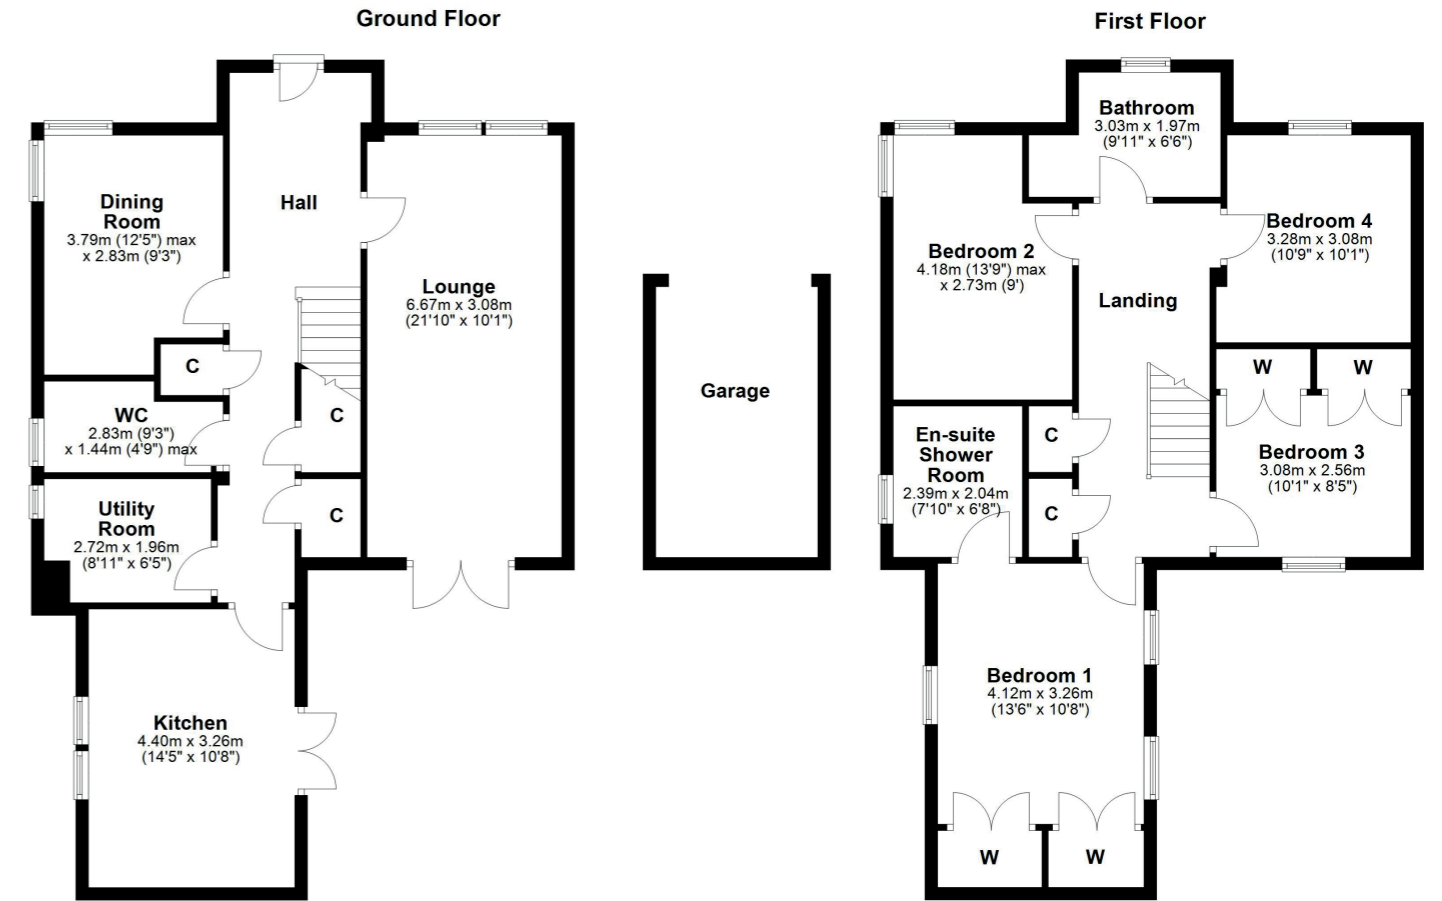 Ground Floor
Hall
Dining
Room
3.79m (12'5") max
x 2.83m (9'3")
Lounge
6.67m x 3.08m
(21'10" x 10'1")
C
WC
2.83m (9'3")
x 1.44m (4'9") max
C
C
Utility
Room
2.72m x 1.96m
(8'11" x 6'5")
Kitchen
4.40m x 3.26m
(14'5" x 10'8")
Garage
First Floor
Bathroom
3.03m x 1.97m
(9'11" x 6'6")
Bedroom 2
4.18m (13'9") max
x 2.73m (9')
Bedroom 4
3.28m x 3.08m
(10'9" x 10'1")
Landing
W
W
En-suite
Shower
Room
2.39m x 2.04m
(7'10" x 6'8")
C
C
Bedroom 3
3.08m x 2.56m
(10'1" x 8'5")
Bedroom 1
4.12m x 3.26m
(13'6" x 10'8")
W
W